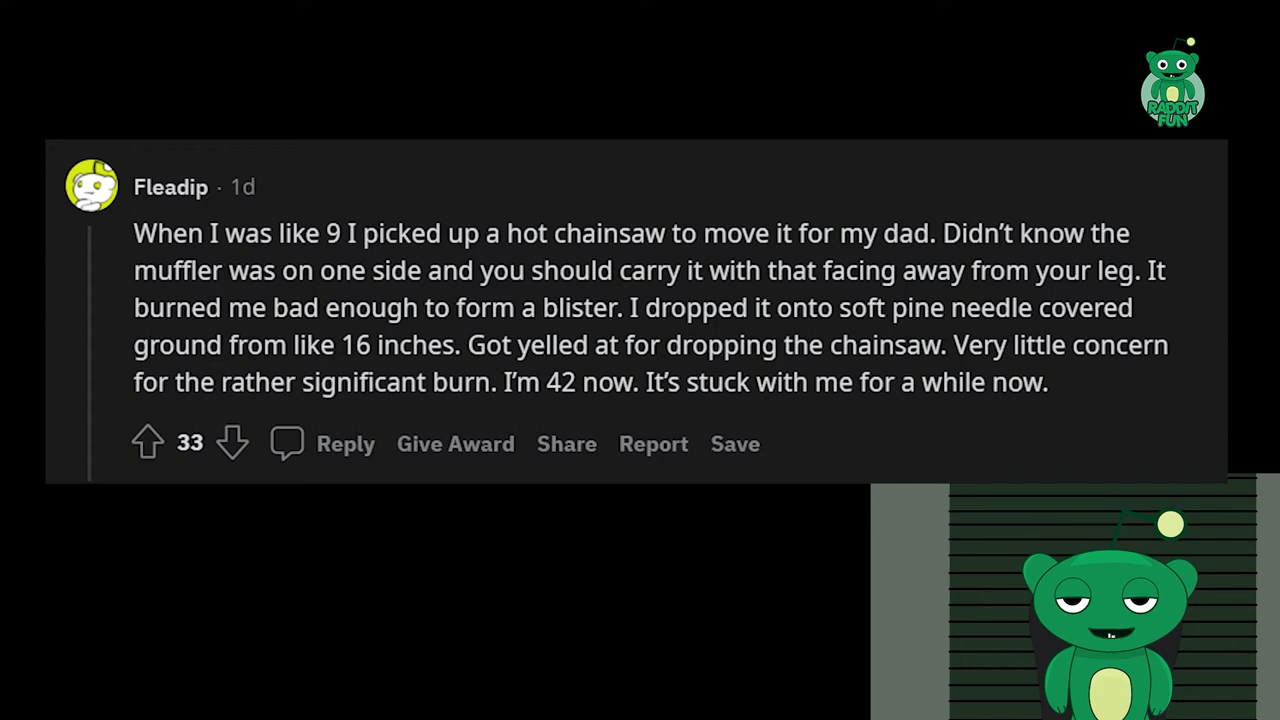 RADDIT
FUN
Fleadip · 1d
When I was like 9 I picked up a hot chainsaw to move it for my dad. Didn’t know the
muffler was on one side and you should carry it with that facing away from your leg. It
burned me bad enough to form a blister. I dropped it onto soft pine needle covered
ground from like 16 inches. Got yelled at for dropping the chainsaw. Very little concern
for the rather significant burn. I’m 42 now. It’s stuck with me for a while now.
33 Reply Give Award Share Report Save